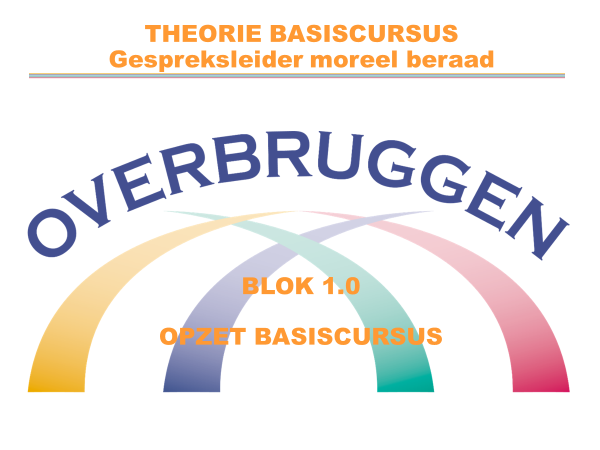 THEORIE BASISCURSUS
Gespreksleider moreel beraad
OVERBRUGGEN
BLOK 1.0
OPZET BASISCURSUS